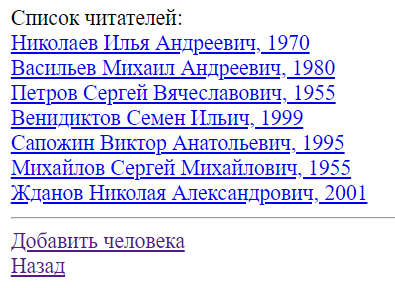 Список читателей:
Николаев Илья Андреевич, 1970
Васильев Михаил Андреевич, 1980
Петров Сергей Вячеславович, 1955
Венидиктов Семен Ильич, 1999
Сапожин Виктор Анатольевич, 1995
Михайлов Сергей Михайлович, 1955
Жданов Николая Александрович, 2001
Добавить человека
Назад